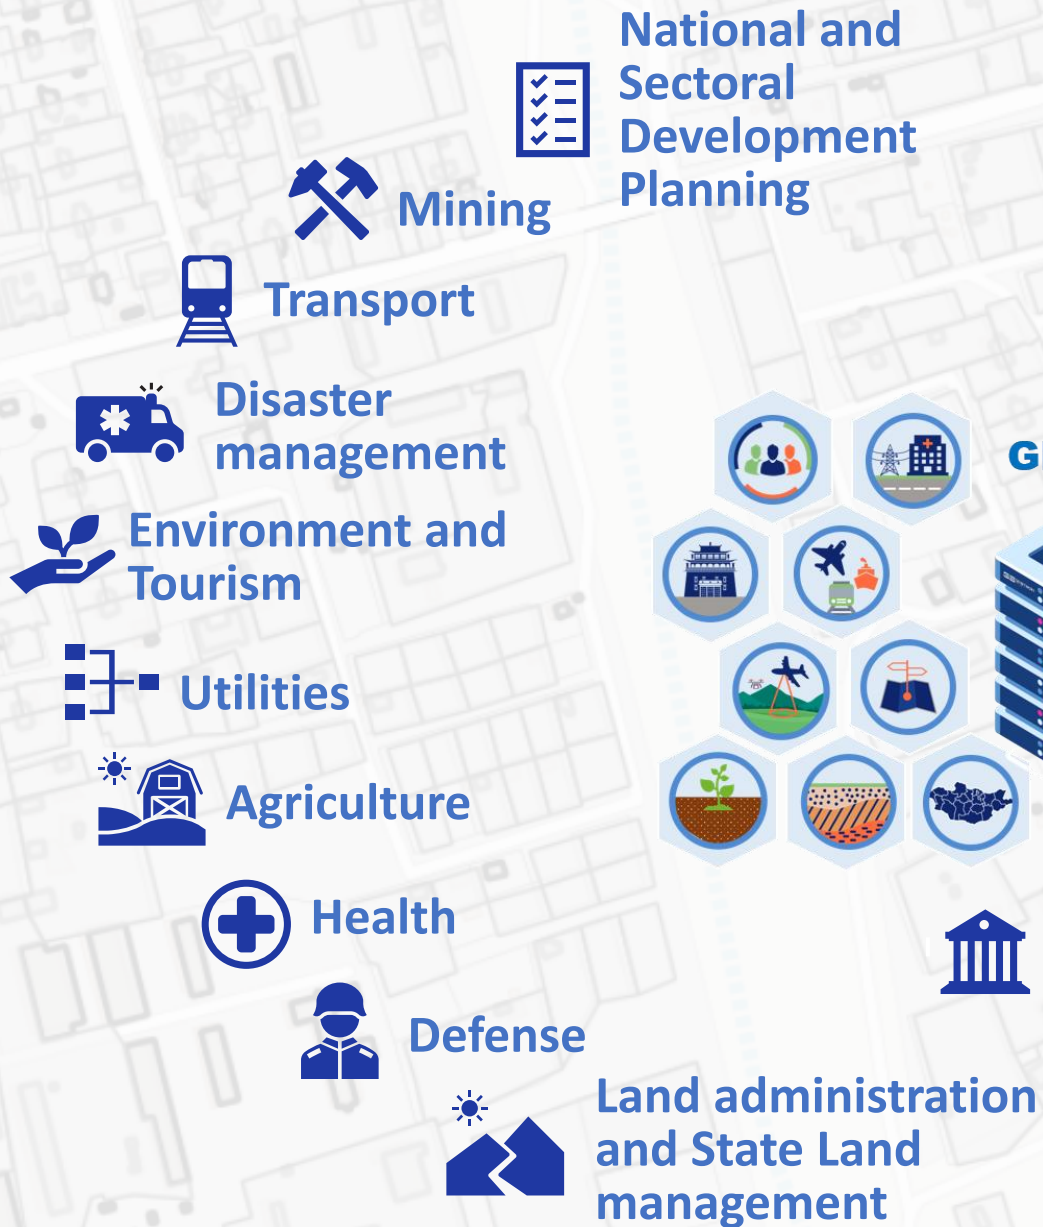 National and
Sectoral
Development
Planning
Mining
Transport
Disaster
management
Environment and
Tourism
Utilities
Agriculture
Health
Defense
Land administration
and State Land
management